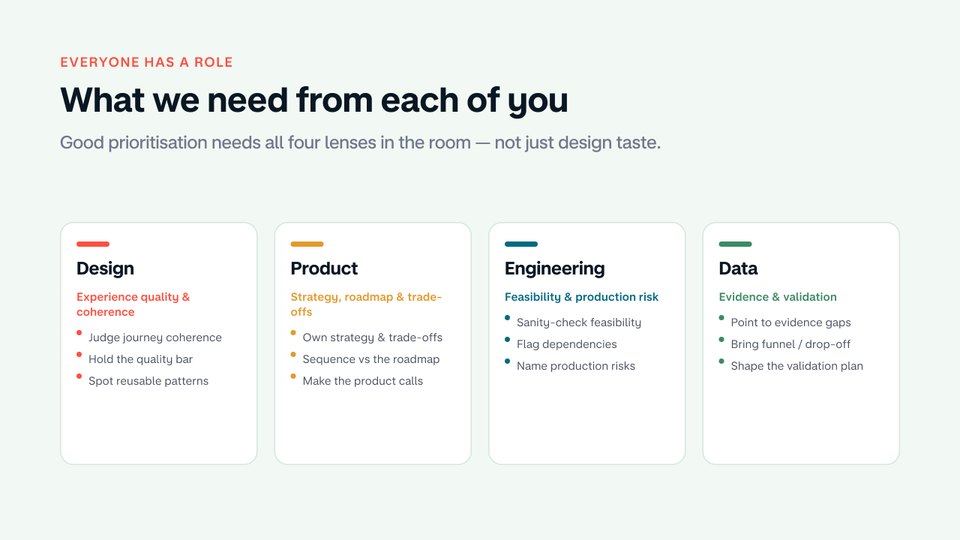 EVERYONE HAS A ROLE
What we need from each of you
Good prioritisation needs all four lenses in the room — not just design taste.
Design
Experience quality &
coherence
Judge journey coherence
Hold the quality bar
Spot reusable patterns
Product
Strategy, roadmap & trade-
offs
Own strategy & trade-offs
Sequence vs the roadmap
Make the product calls
Engineering
Feasibility & production risk
Sanity-check feasibility
Flag dependencies
Name production risks
Data
Evidence & validation
Point to evidence gaps
Bring funnel / drop-off
Shape the validation plan